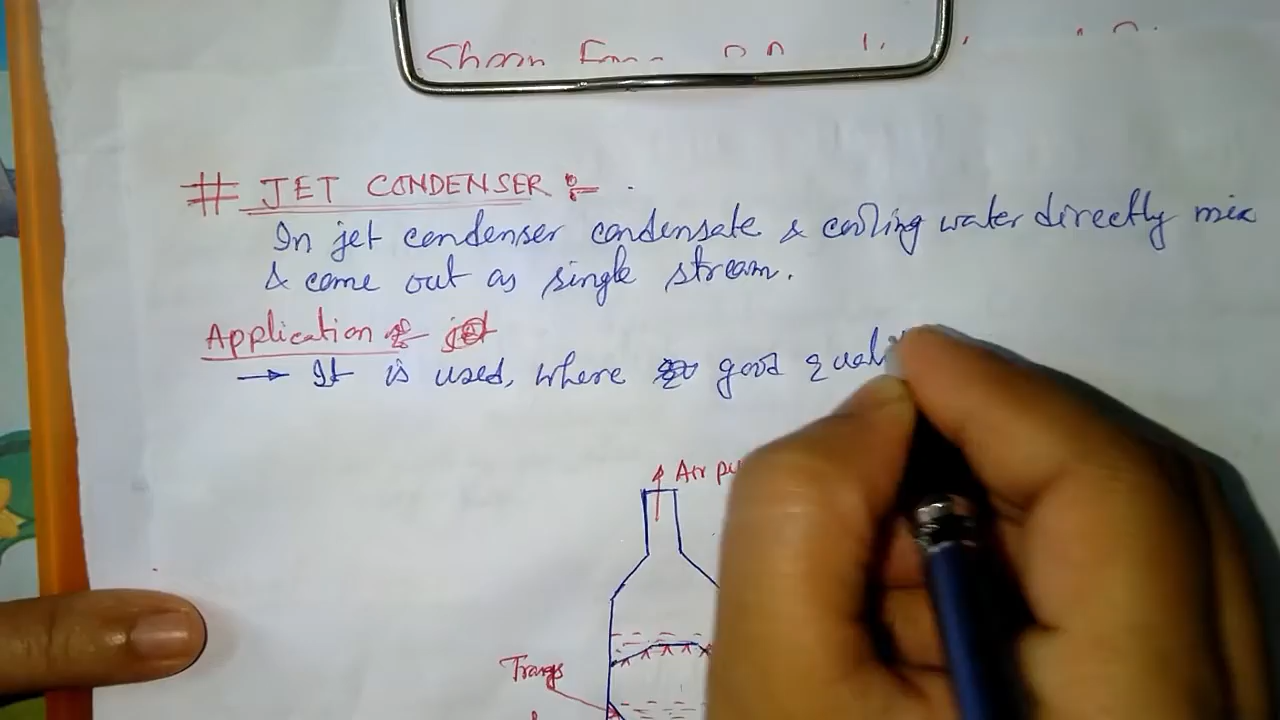 # JET CONDENSER :-
In jet condenser condensate & cooling water directly mix
& come out as single stream.
Application :-
→ It is used, where good quali
Air pu
Trays